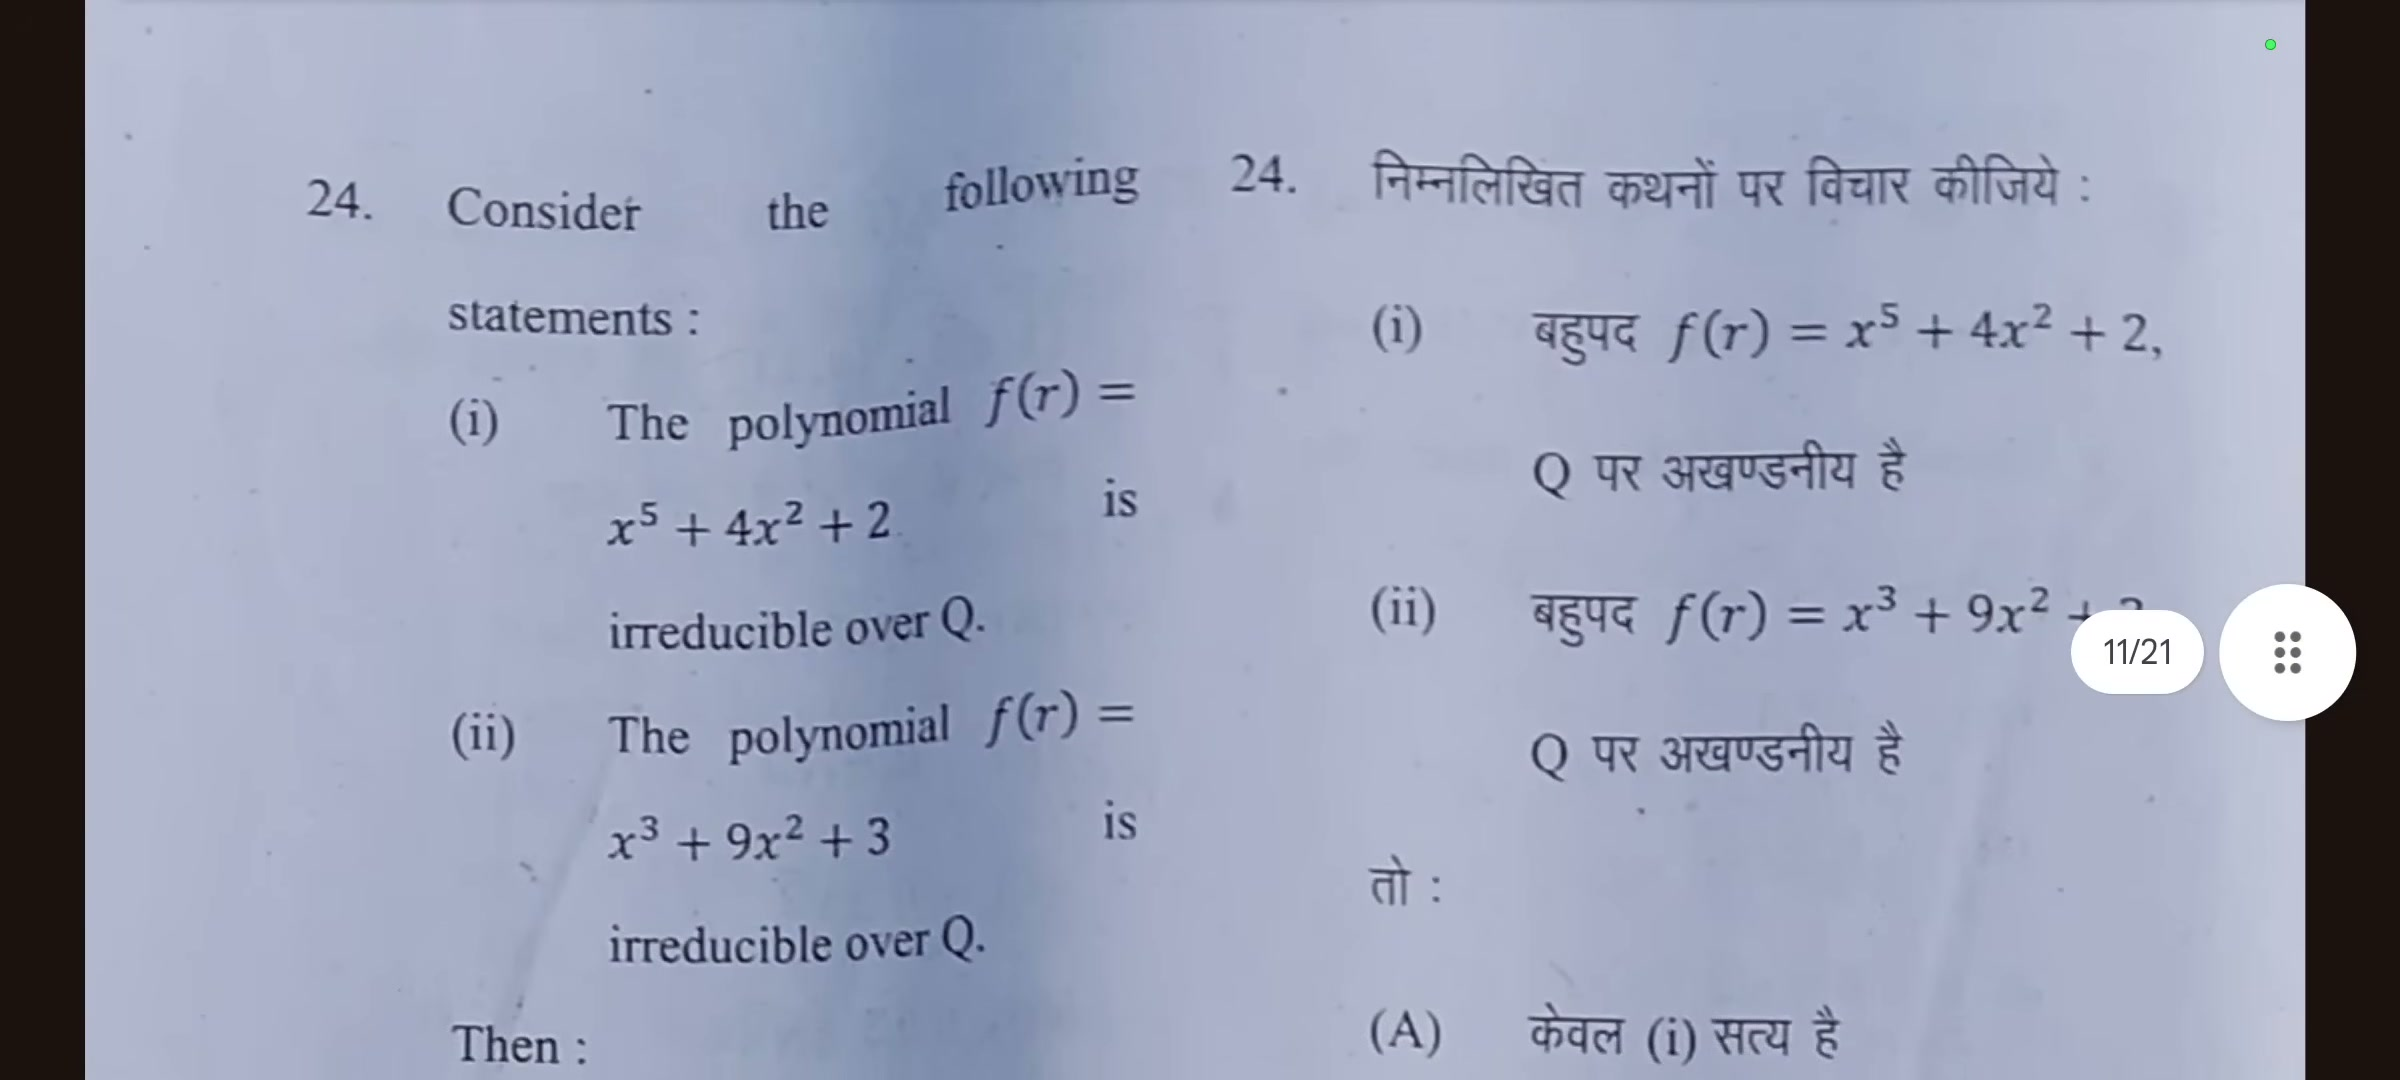 24. Consider the following
statements :
(i) The polynomial f(r) =
x⁵ + 4x² + 2 is
irreducible over Q.
(ii) The polynomial f(r) =
x³ + 9x² + 3 is
irreducible over Q.
Then :
24. निम्नलिखित कथनों पर विचार कीजिये :
(i) बहुपद f(r) = x⁵ + 4x² + 2,
Q पर अखण्डनीय है
(ii) बहुपद f(r) = x³ + 9x² +
Q पर अखण्डनीय है
तो :
(A) केवल (i) सत्य है
11/21